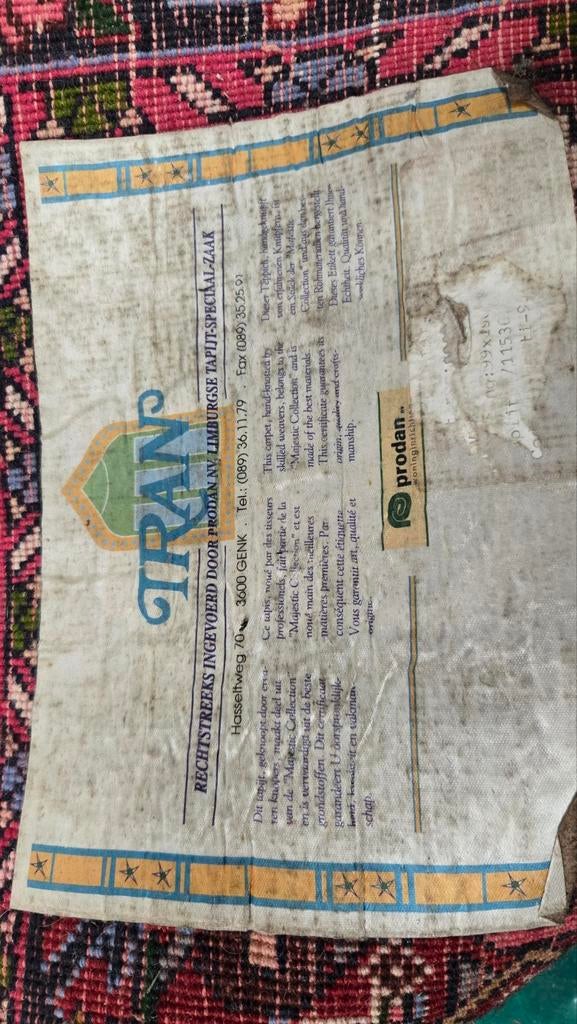 IRAN
RECHTSTREEKS INGEVOERD DOOR PRODAN NV, LIMBURGSE TAPIJT-SPECIAAL-ZAAK
Hasseltweg 70 3600 GENK . Tel.: (089) 36.11.79 Fax (089) 35.25.91
Dit tapijt, geknoopt door erva-
ren knopers, maakt deel uit
van de "Majestic Collection
en is vervaardigt uit de beste
grondstoffen. Dit certificaat
garandeert U oorspronkelijk-
heid, kwaliteit en vakman-
schap.
Ce tapis, noué par des tisseurs
professionels, fait partie de la
"Majestic Collection" et est
noué main des meilleures
matières premières. Par
conséquent cette étiquette
Vous garantit art, qualité et
origine.
This carpet, hand-knotted by
skilled weavers, belongs to the
"Majestic Collection" and is
made of the best materials.
This certificate guarantees its
origin, quality and crafts-
manship.
Dieser Teppich, handgeknüpft
von erfahrenen Knüpfern, ist
ein Stück der "Majestic
Collection" und aus den bes-
ten Rohmaterialien hergestellt
Dieses Etikett garantiert Ihnen
Echtheit, Qualität und hand-
werkliches Können.
prodan
woninginrichting